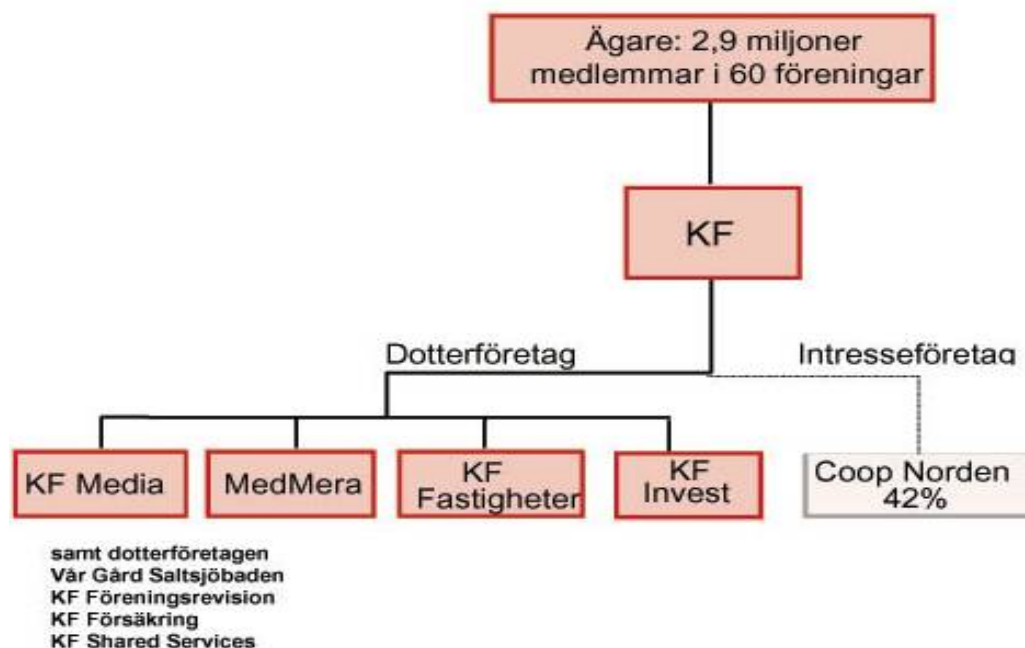 Ägare: 2,9 miljoner
medlemmar i 60 föreningar
KF
Dotterföretag
Intresseföretag
KF Media
MedMera
KF
Fastigheter
KF
Invest
Coop Norden
42%
samt dotterföretagen
Vår Gård Saltsjöbaden
KF Föreningsrevision
KF Försäkring
KF Shared Services